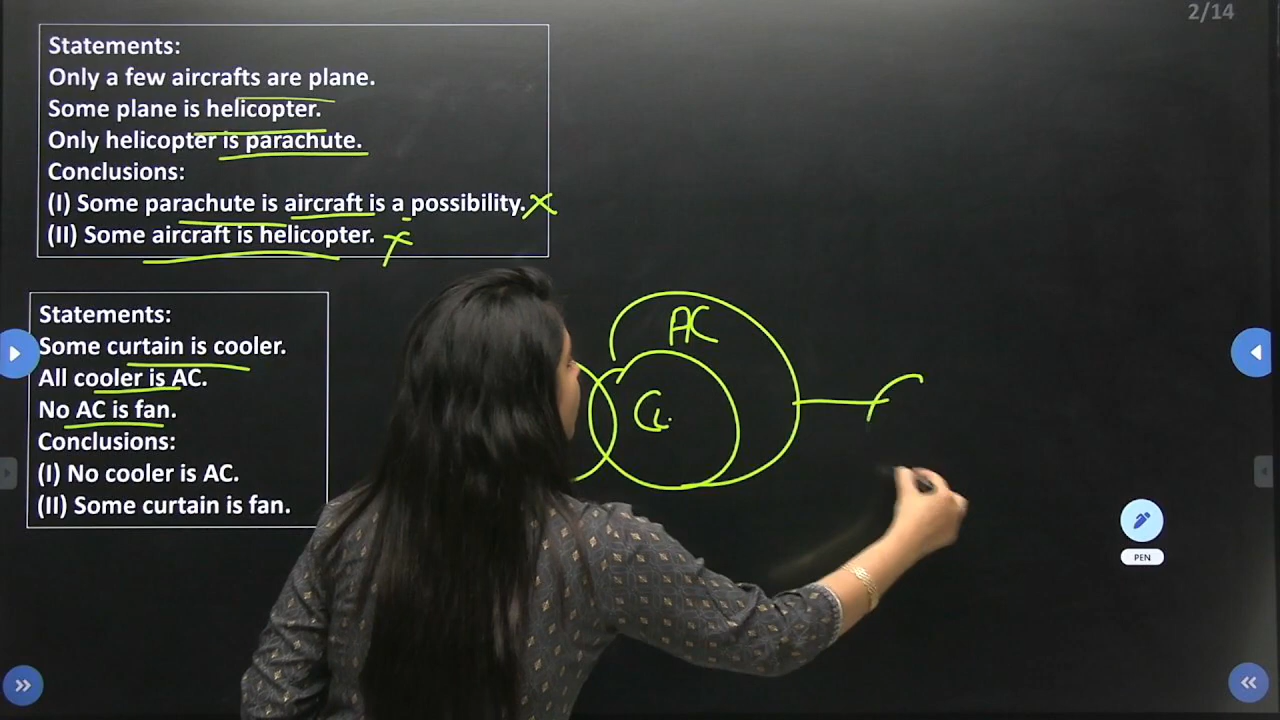 2/14
Statements:
Only a few aircrafts are plane.
Some plane is helicopter.
Only helicopter is parachute.
Conclusions:
(I) Some parachute is aircraft is a possibility.
(II) Some aircraft is helicopter.
Statements:
Some curtain is cooler.
All cooler is AC.
No AC is fan.
Conclusions:
(I) No cooler is AC.
(II) Some curtain is fan.
AC
PEN